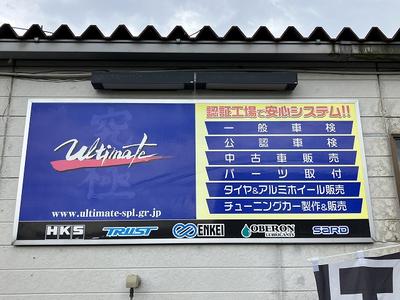 究極
Ultimate
www.ultimate-spl.gr.jp
認証工場で安心システム!!
一般車検
公認車検
中古車販売
パーツ取付
タイヤ&アルミホイール販売
チューニングカー製作&販売
HKS TRUST ENKEI OBERON LUBRICANTS SARD